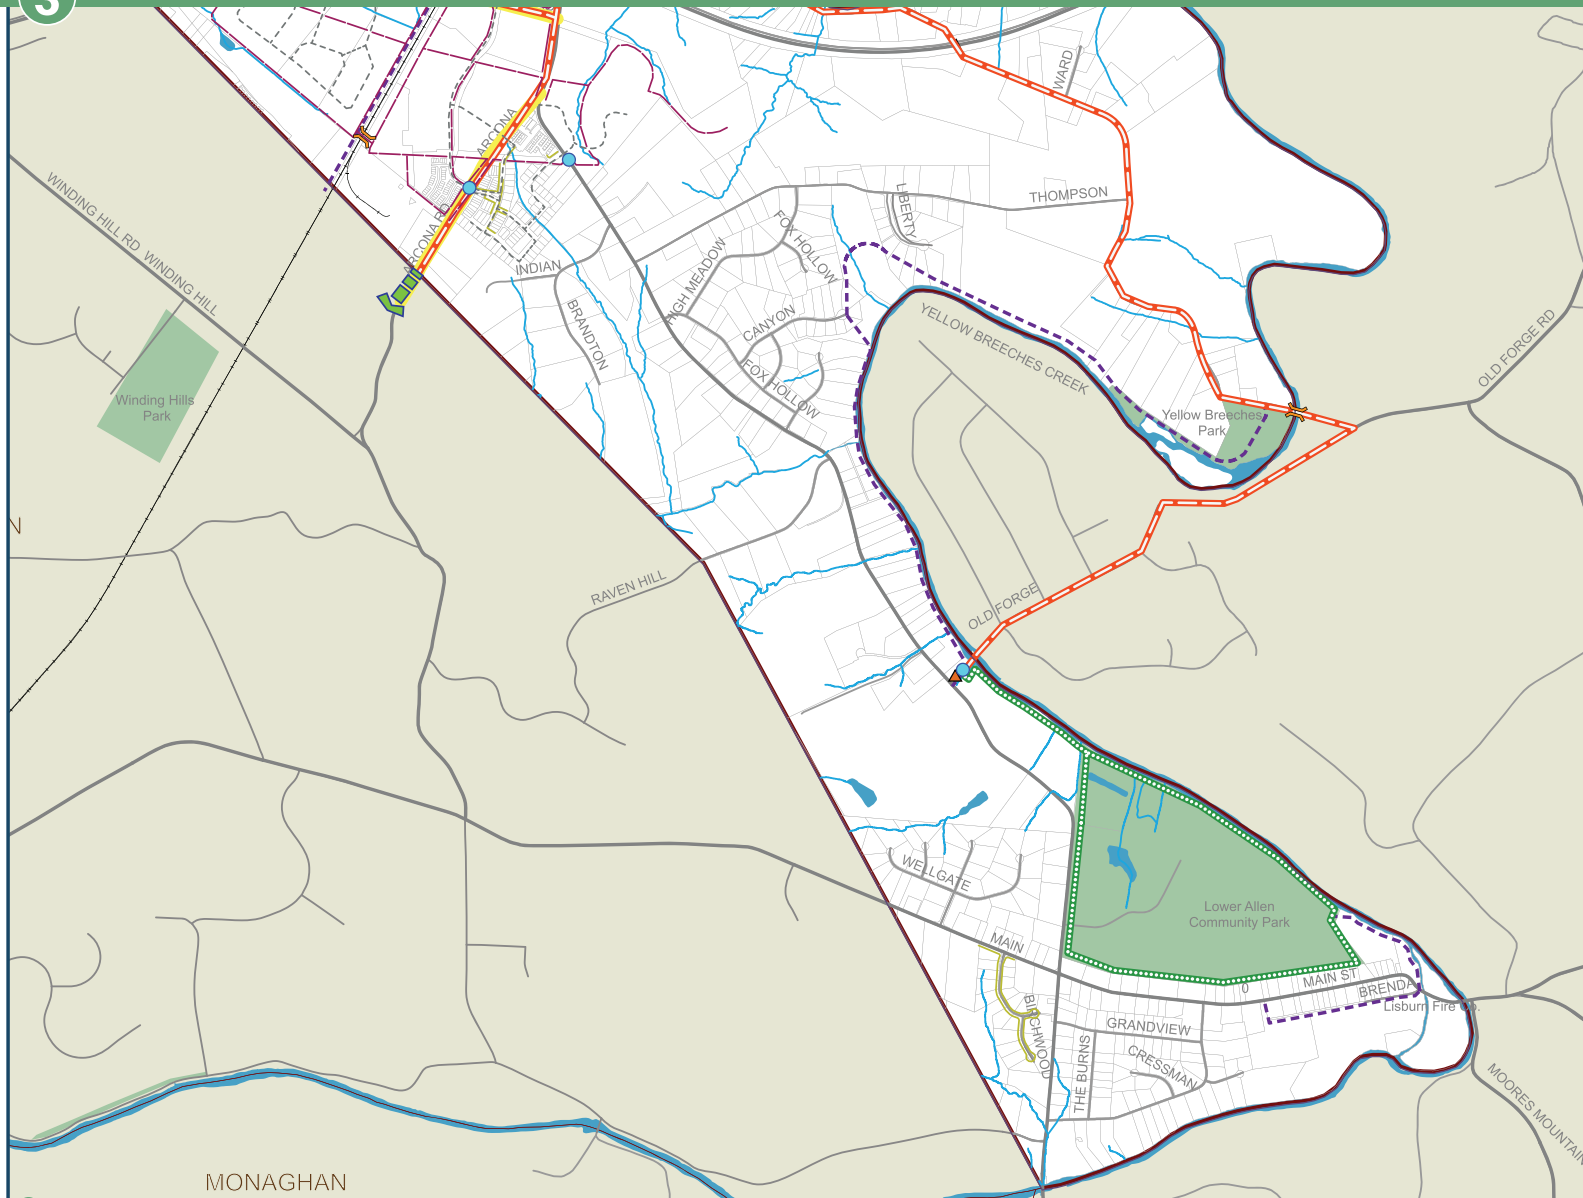 3
WARD
ARCONA
THOMPSON
LIBERTY
WINDING HILL RD
WINDING HILL
ARCONA RD
FOX HOLLOW
HIGH MEADOW
INDIAN
BRANDTON
CANYON
FOX HOLLOW
YELLOW BREECHES CREEK
OLD FORGE RD
Winding Hills
Park
Yellow Breeches
Park
N
RAVEN HILL
OLD FORGE
WELLGATE
Lower Allen
Community Park
MAIN
MAIN ST
0
BRENDA
Lisburn Fire Co.
BIRCHWOOD
GRANDVIEW
THE BURNS
CRESSMAN
MOORES MOUNTAIN
MONAGHAN